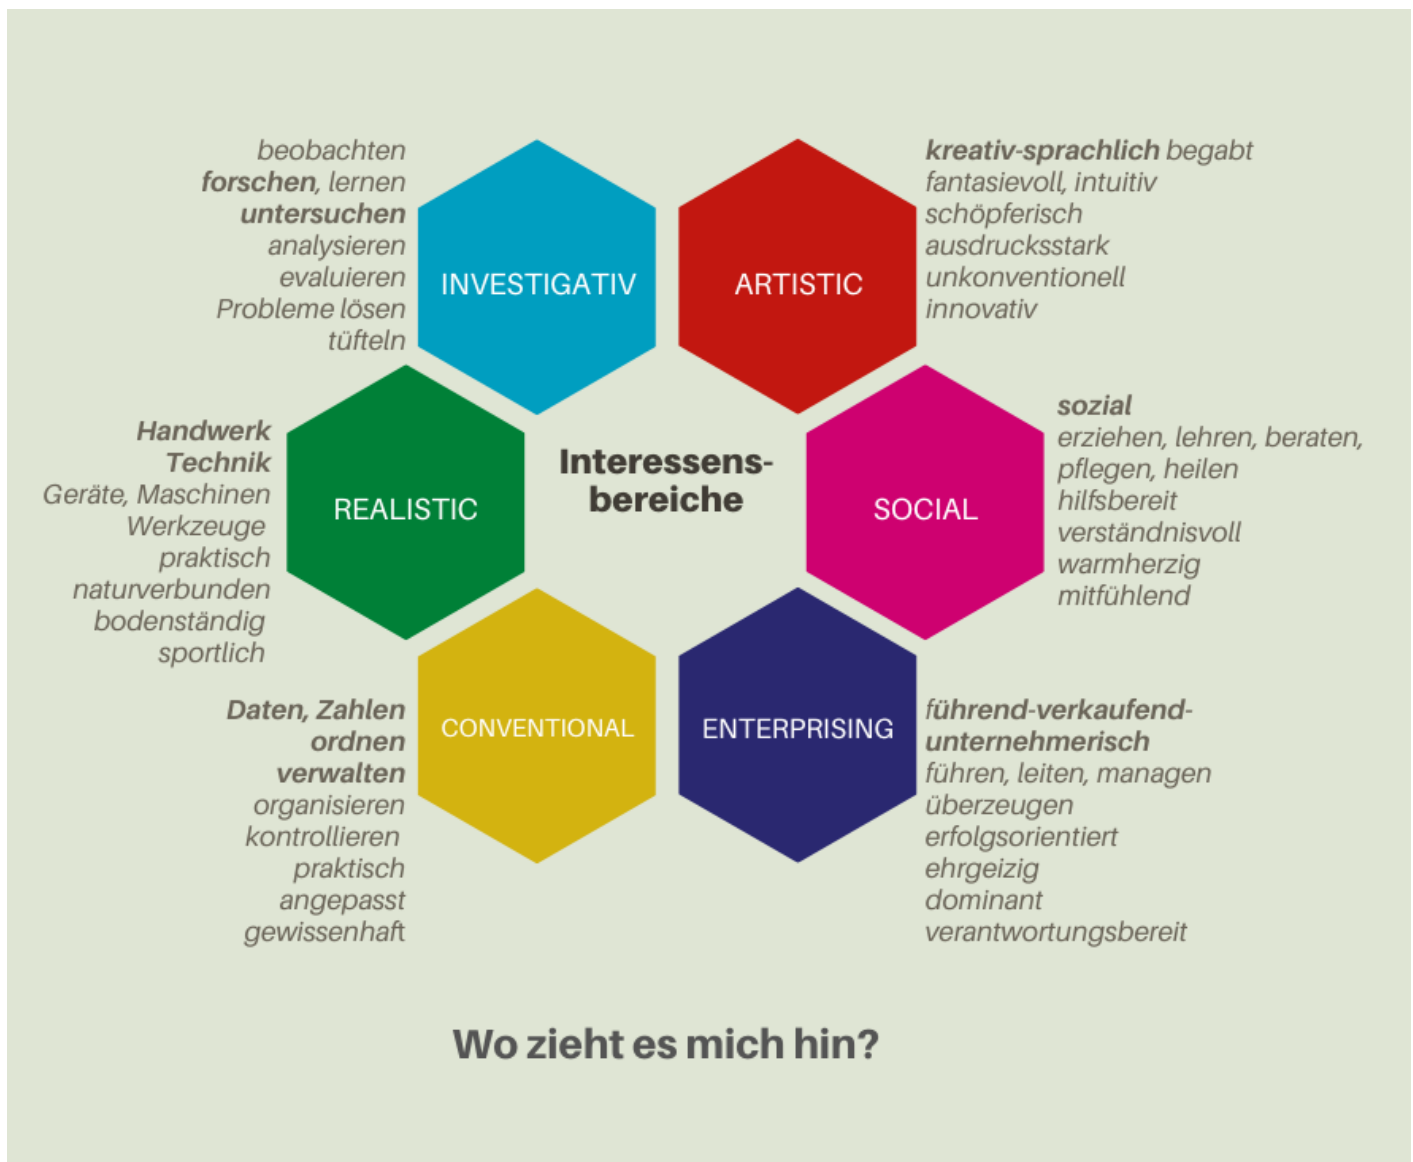 beobachten
forschen, lernen
untersuchen
analysieren
evaluieren
Probleme lösen
tüfteln
INVESTIGATIV
ARTISTIC
kreativ-sprachlich begabt
fantasievoll, intuitiv
schöpferisch
ausdrucksstark
unkonventionell
innovativ
Handwerk
Technik
Geräte, Maschinen
Werkzeuge
praktisch
naturverbunden
bodenständig
sportlich
REALISTIC
Interessens-
bereiche
SOCIAL
sozial
erziehen, lehren, beraten,
pflegen, heilen
hilfsbereit
verständnisvoll
warmherzig
mitfühlend
Daten, Zahlen
ordnen
verwalten
organisieren
kontrollieren
praktisch
angepasst
gewissenhaft
CONVENTIONAL
ENTERPRISING
führend-verkaufend-
unternehmerisch
führen, leiten, managen
überzeugen
erfolgsorientiert
ehrgeizig
dominant
verantwortungsbereit
Wo zieht es mich hin?